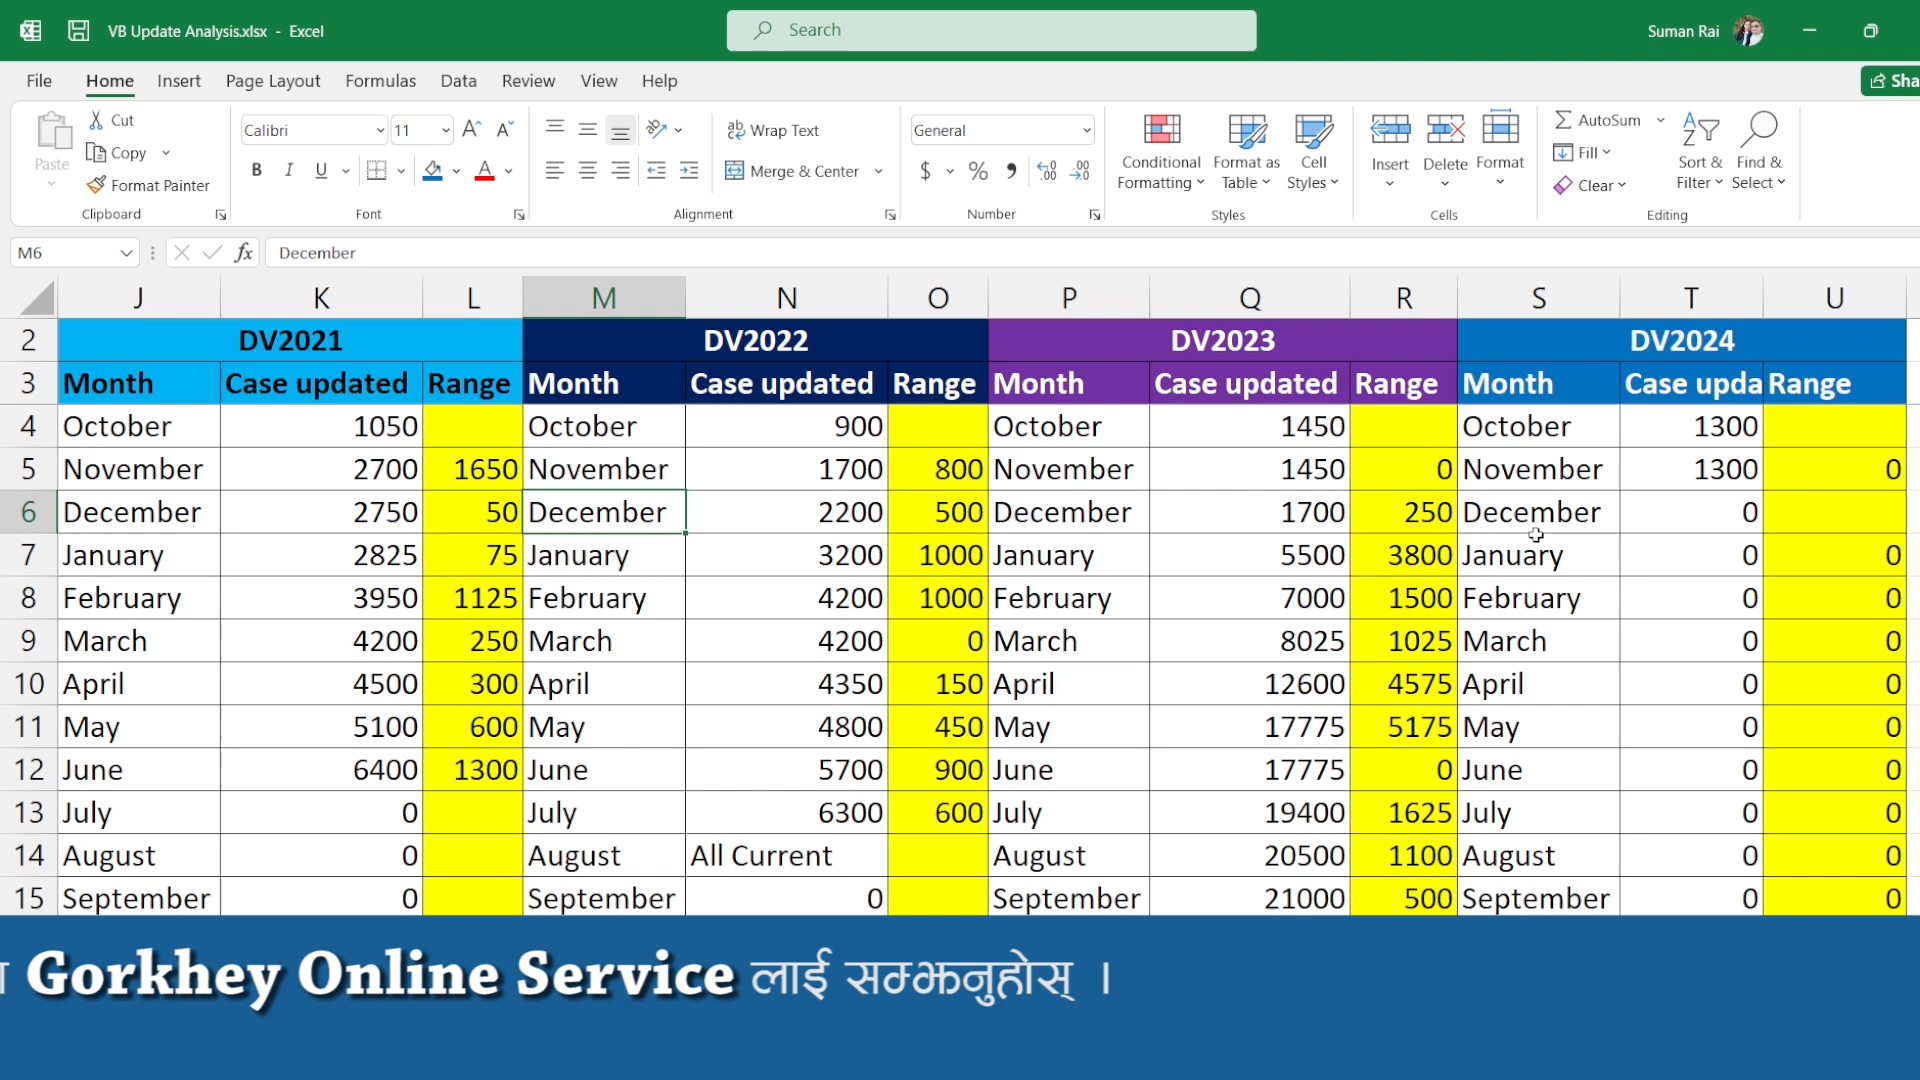 VB Update Analysis.xlsx - Excel
Search
Suman Rai
File Home Insert Page Layout Formulas Data Review View Help
Sha
Paste
Cut
Copy
Format Painter
Clipboard
Calibri 11
B I U
Font
Wrap Text
Merge & Center
Alignment
General
$ % 9 .00 .00
Number
Conditional Formatting
Format as Table
Cell Styles
Styles
Insert Delete Format
Cells
AutoSum
Fill
Clear
Sort & Filter
Find & Select
Editing
M6 fx December
J K L M N O P Q R S T U
2 DV2021 DV2022 DV2023 DV2024
3 Month Case updated Range Month Case updated Range Month Case updated Range Month Case upda Range
4 October 1050 October 900 October 1450 October 1300
5 November 2700 1650 November 1700 800 November 1450 0 November 1300 0
6 December 2750 50 December 2200 500 December 1700 250 December 0
7 January 2825 75 January 3200 1000 January 5500 3800 January 0 0
8 February 3950 1125 February 4200 1000 February 7000 1500 February 0 0
9 March 4200 250 March 4200 0 March 8025 1025 March 0 0
10 April 4500 300 April 4350 150 April 12600 4575 April 0 0
11 May 5100 600 May 4800 450 May 17775 5175 May 0 0
12 June 6400 1300 June 5700 900 June 17775 0 June 0 0
13 July 0 July 6300 600 July 19400 1625 July 0 0
14 August 0 August All Current August 20500 1100 August 0 0
15 September 0 September 0 September 21000 500 September 0 0
Gorkhey Online Service लाई सम्झनुहोस् ।